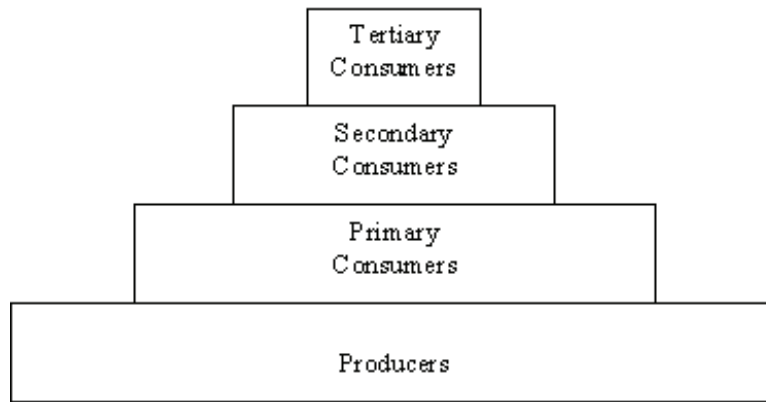 Tertiary
Consumers
Secondary
Consumers
Primary
Consumers
Producers